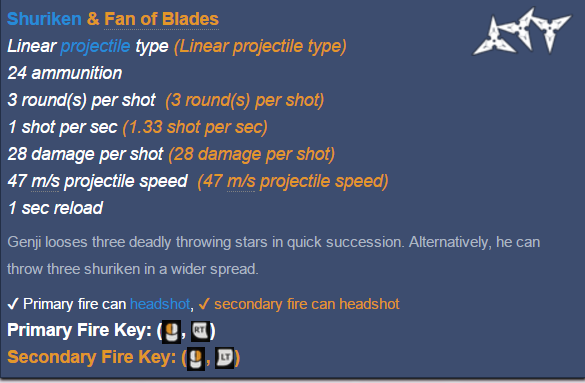 Shuriken & Fan of Blades
Linear projectile type (Linear projectile type)
24 ammunition
3 round(s) per shot (3 round(s) per shot)
1 shot per sec (1.33 shot per sec)
28 damage per shot (28 damage per shot)
47 m/s projectile speed (47 m/s projectile speed)
1 sec reload
Genji looses three deadly throwing stars in quick succession. Alternatively, he can
throw three shuriken in a wider spread.
✓ Primary fire can headshot, ✓ secondary fire can headshot
Primary Fire Key: (, RT)
Secondary Fire Key: (, LT)